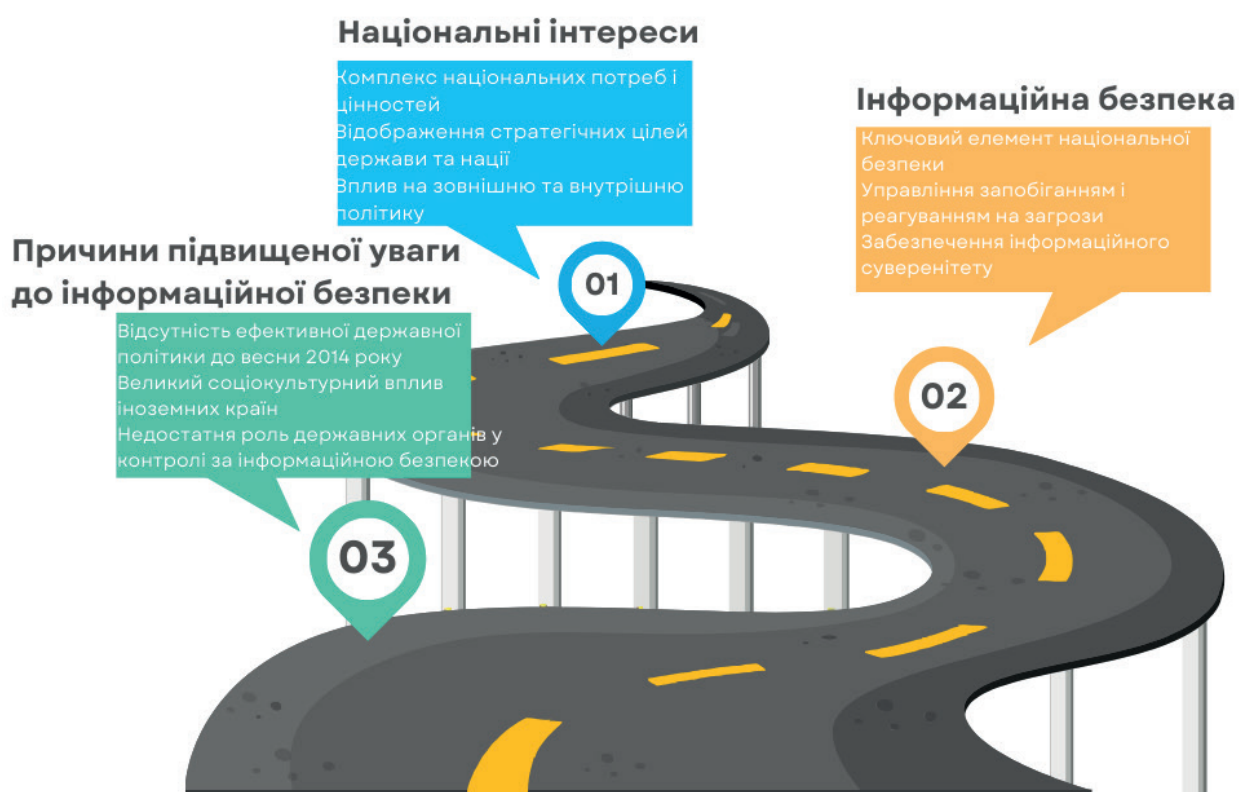 Національні інтереси
Комплекс національних потреб і
цінностей
Відображення стратегічних цілей
держави та нації
Вплив на зовнішню та внутрішню
політику
01
Інформаційна безпека
Ключовий елемент національної
безпеки
Управління запобіганням і
реагуванням на загрози
Забезпечення інформаційного
суверенітету
02
Причини підвищеної уваги
до інформаційної безпеки
Відсутність ефективної державної
політики до весни 2014 року
Великий соціокультурний вплив
іноземних країн
Недостатня роль державних органів у
контролі за інформаційною безпекою
03